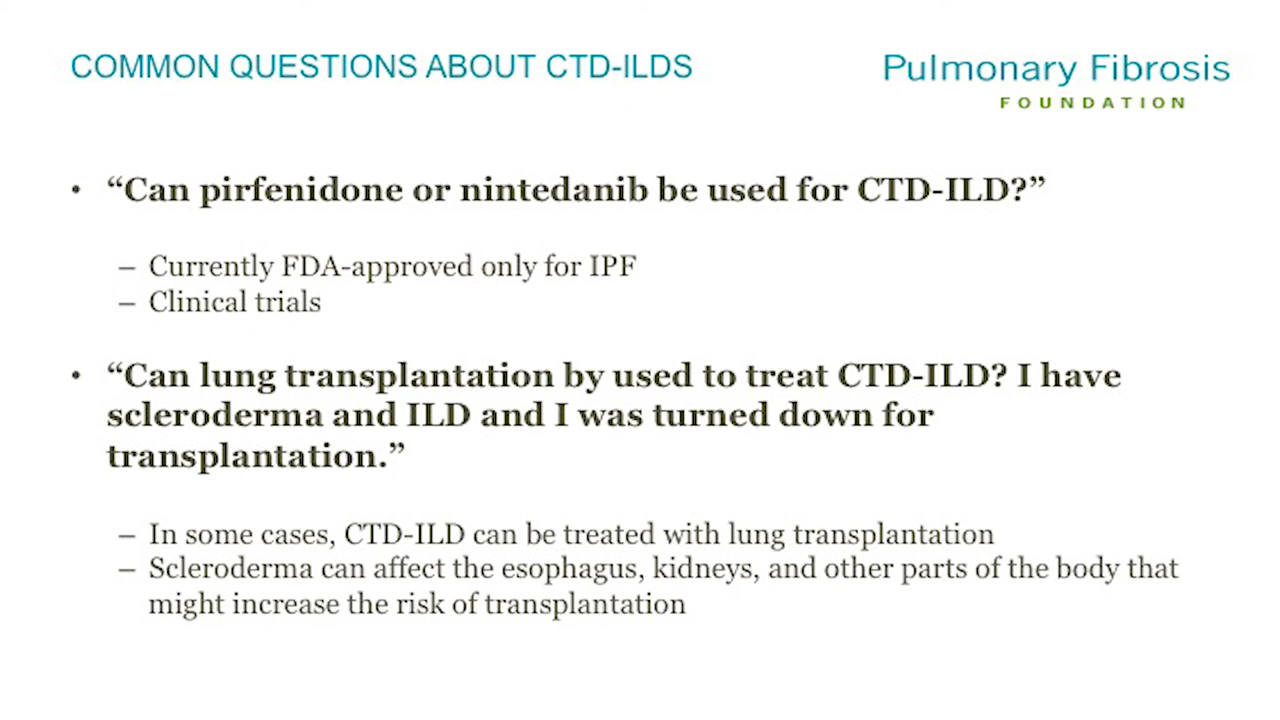 COMMON QUESTIONS ABOUT CTD-ILDS
Pulmonary Fibrosis
FOUNDATION
• “Can pirfenidone or nintedanib be used for CTD-ILD?”
– Currently FDA-approved only for IPF
– Clinical trials
• “Can lung transplantation by used to treat CTD-ILD? I have
scleroderma and ILD and I was turned down for
transplantation.”
– In some cases, CTD-ILD can be treated with lung transplantation
– Scleroderma can affect the esophagus, kidneys, and other parts of the body that
might increase the risk of transplantation